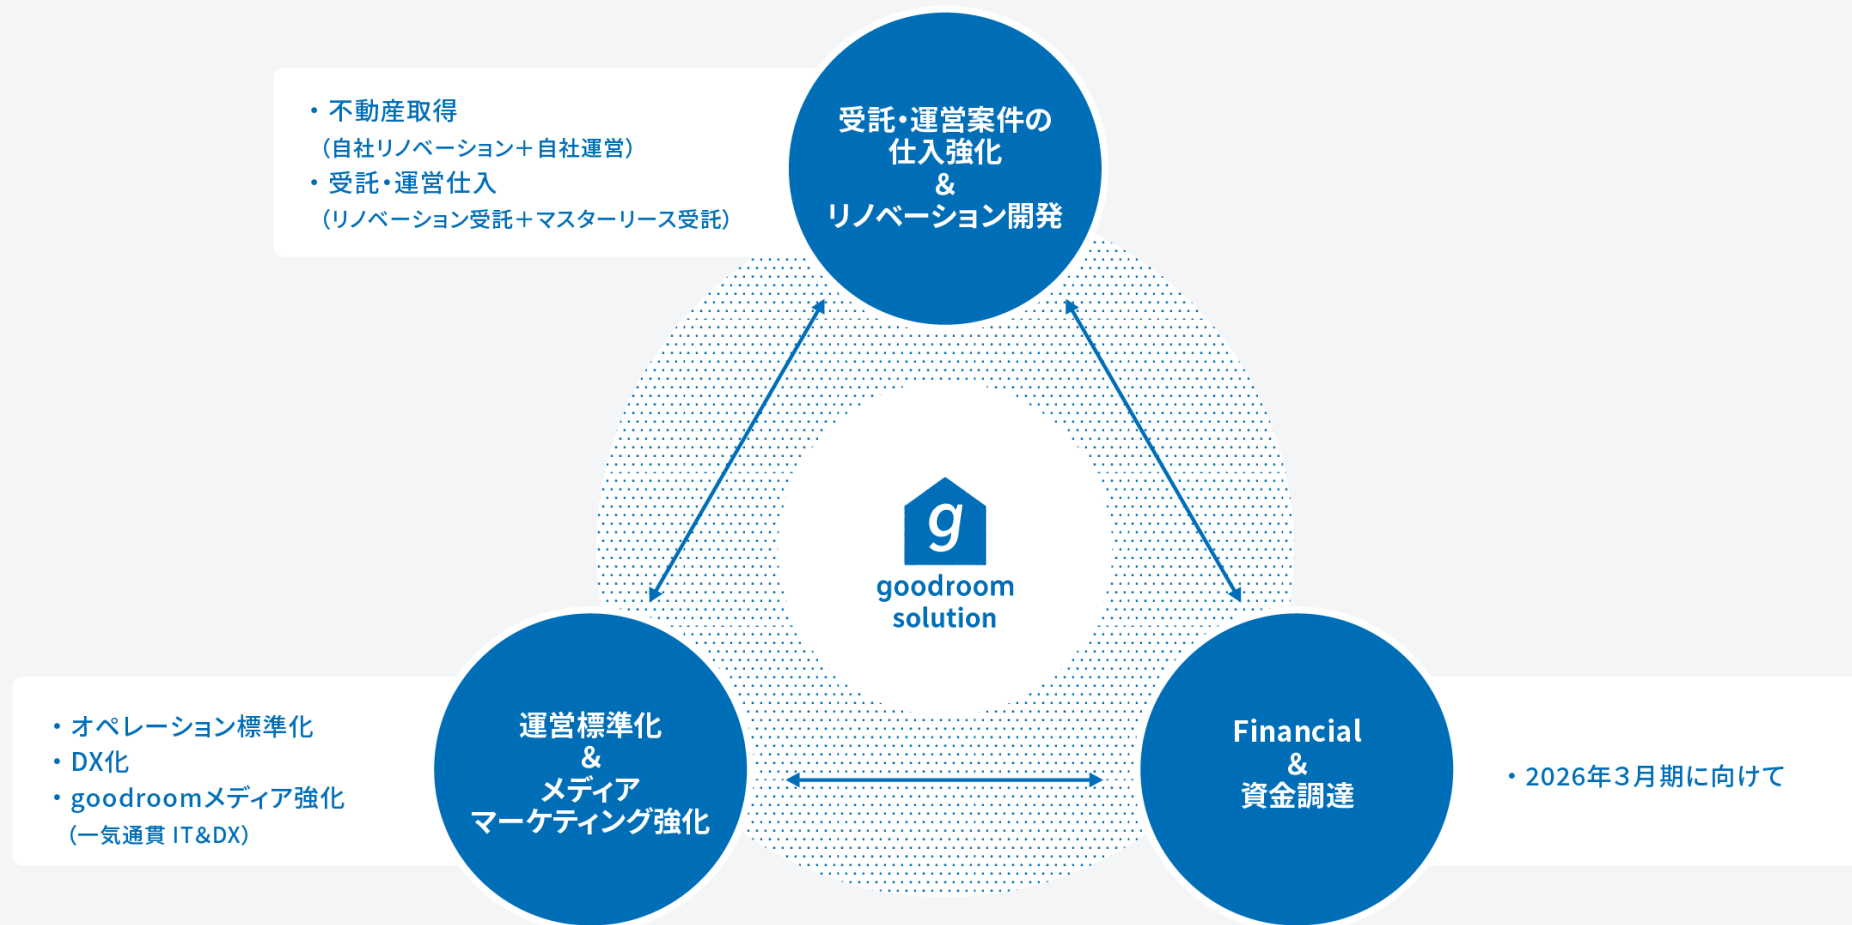 ・不動産取得
（自社リノベーション＋自社運営）
・受託・運営仕入
（リノベーション受託＋マスターリース受託）
受託・運営案件の
仕入強化
&
リノベーション開発
g
goodroom
solution
・オペレーション標準化
・DX化
・goodroomメディア強化
（一気通貫 IT&DX）
運営標準化
&
メディア
マーケティング強化
Financial
&
資金調達
・2026年３月期に向けて